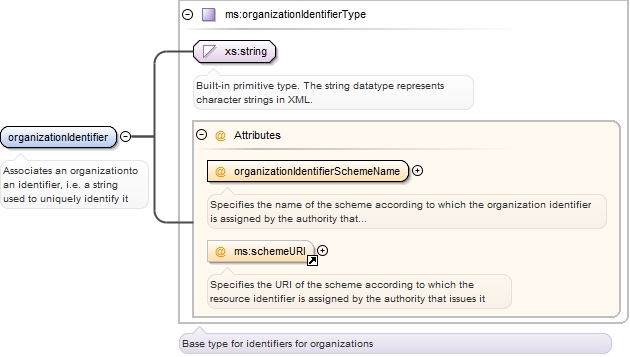 ms:organizationIdentifierType
xs:string
Built-in primitive type. The string datatype represents
character strings in XML.
organizationIdentifier
Associates an organizationto
an identifier, i.e. a string
used to uniquely identify it
@ Attributes
@ organizationIdentifierSchemeName
Specifies the name of the scheme according to which the organization identifier
is assigned by the authority that...
@ ms:schemeURI
Specifies the URI of the scheme according to which the
resource identifier is assigned by the authority that issues it
Base type for identifiers for organizations